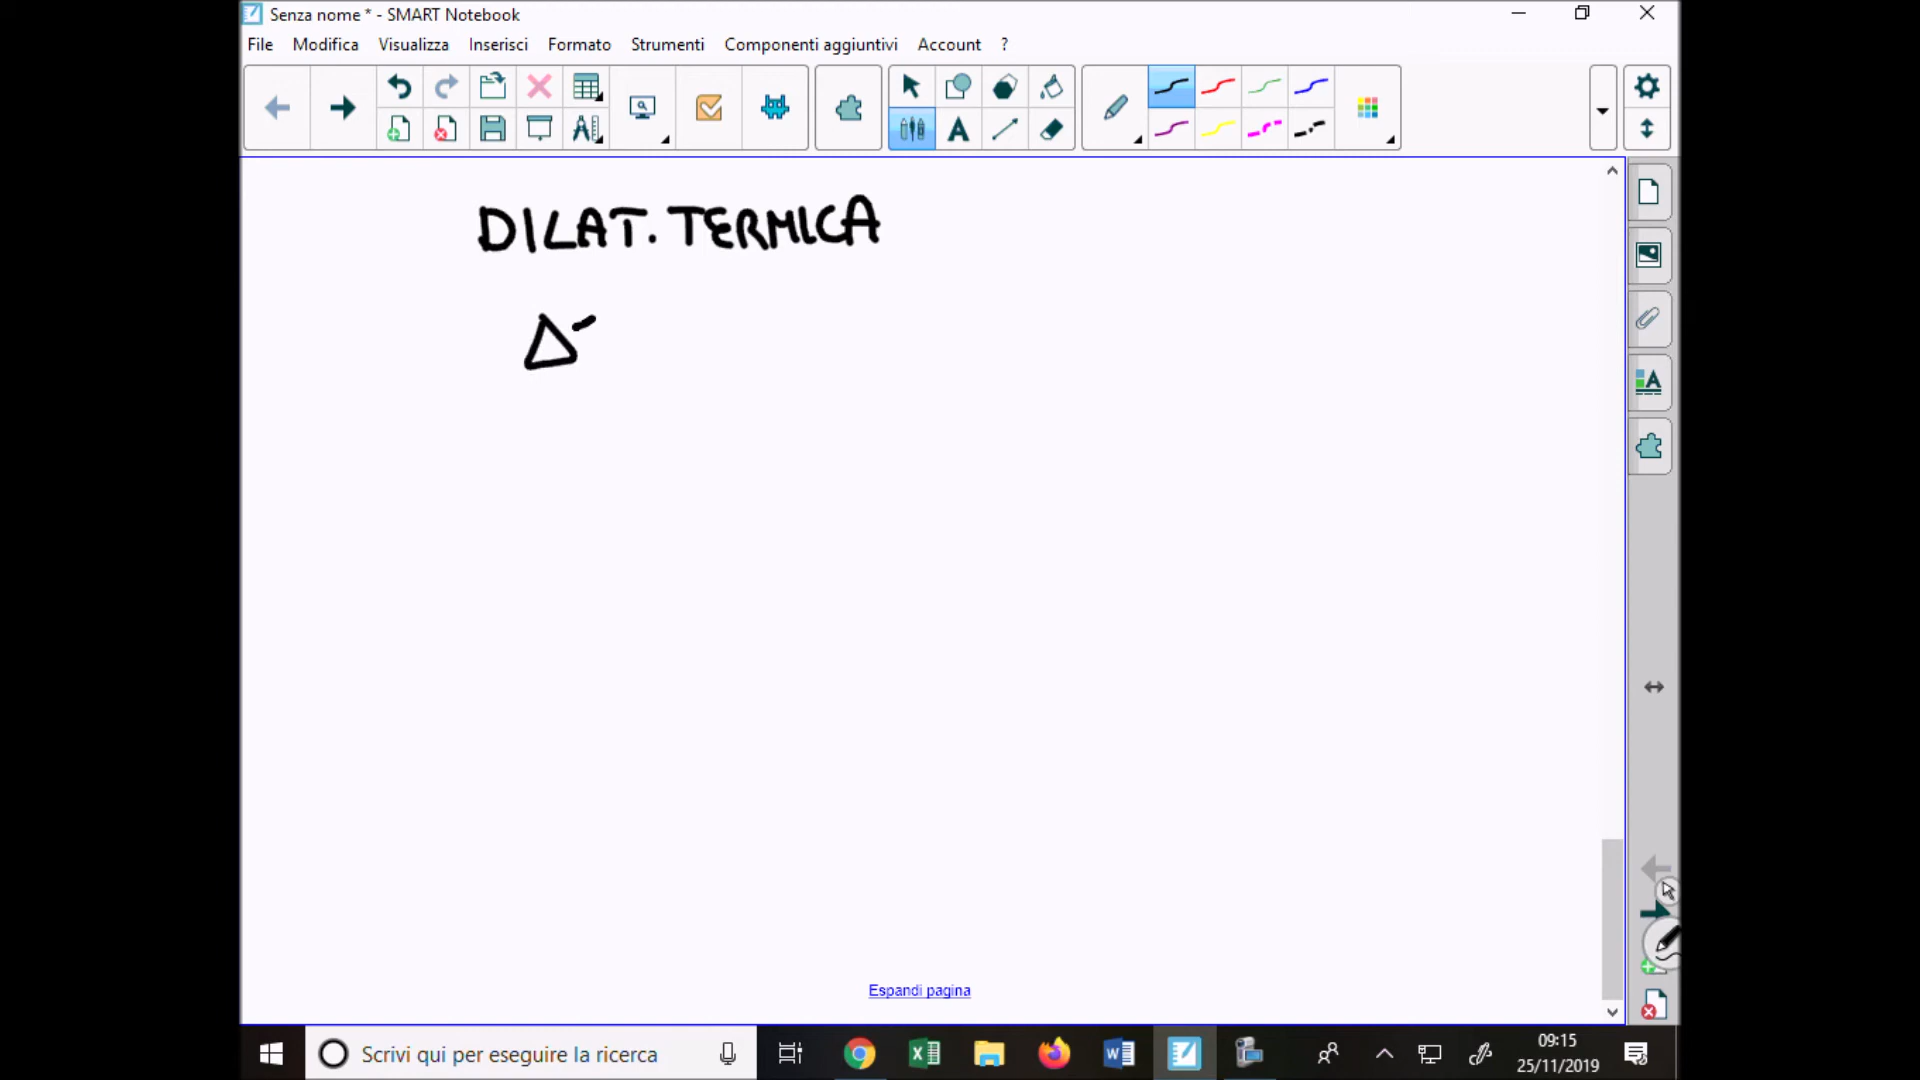 Senza nome * - SMART Notebook
File Modifica Visualizza Inserisci Formato Strumenti Componenti aggiuntivi Account ?
DILAT. TERMICA
Δ
Espandi pagina
Scrivi qui per eseguire la ricerca
09:15
25/11/2019